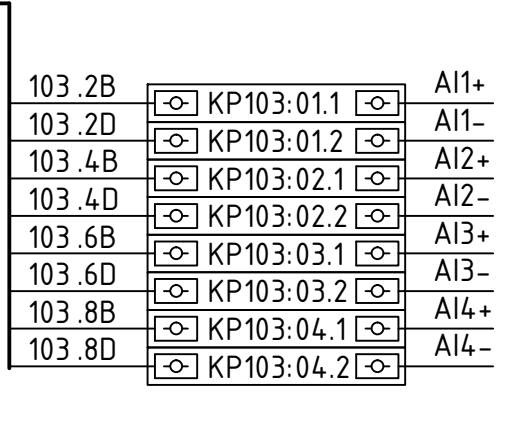 103 .2B KP103:01.1 AI1+
103 .2D KP103:01.2 AI1-
103 .4B KP103:02.1 AI2+
103 .4D KP103:02.2 AI2-
103 .6B KP103:03.1 AI3+
103 .6D KP103:03.2 AI3-
103 .8B KP103:04.1 AI4+
103 .8D KP103:04.2 AI4-